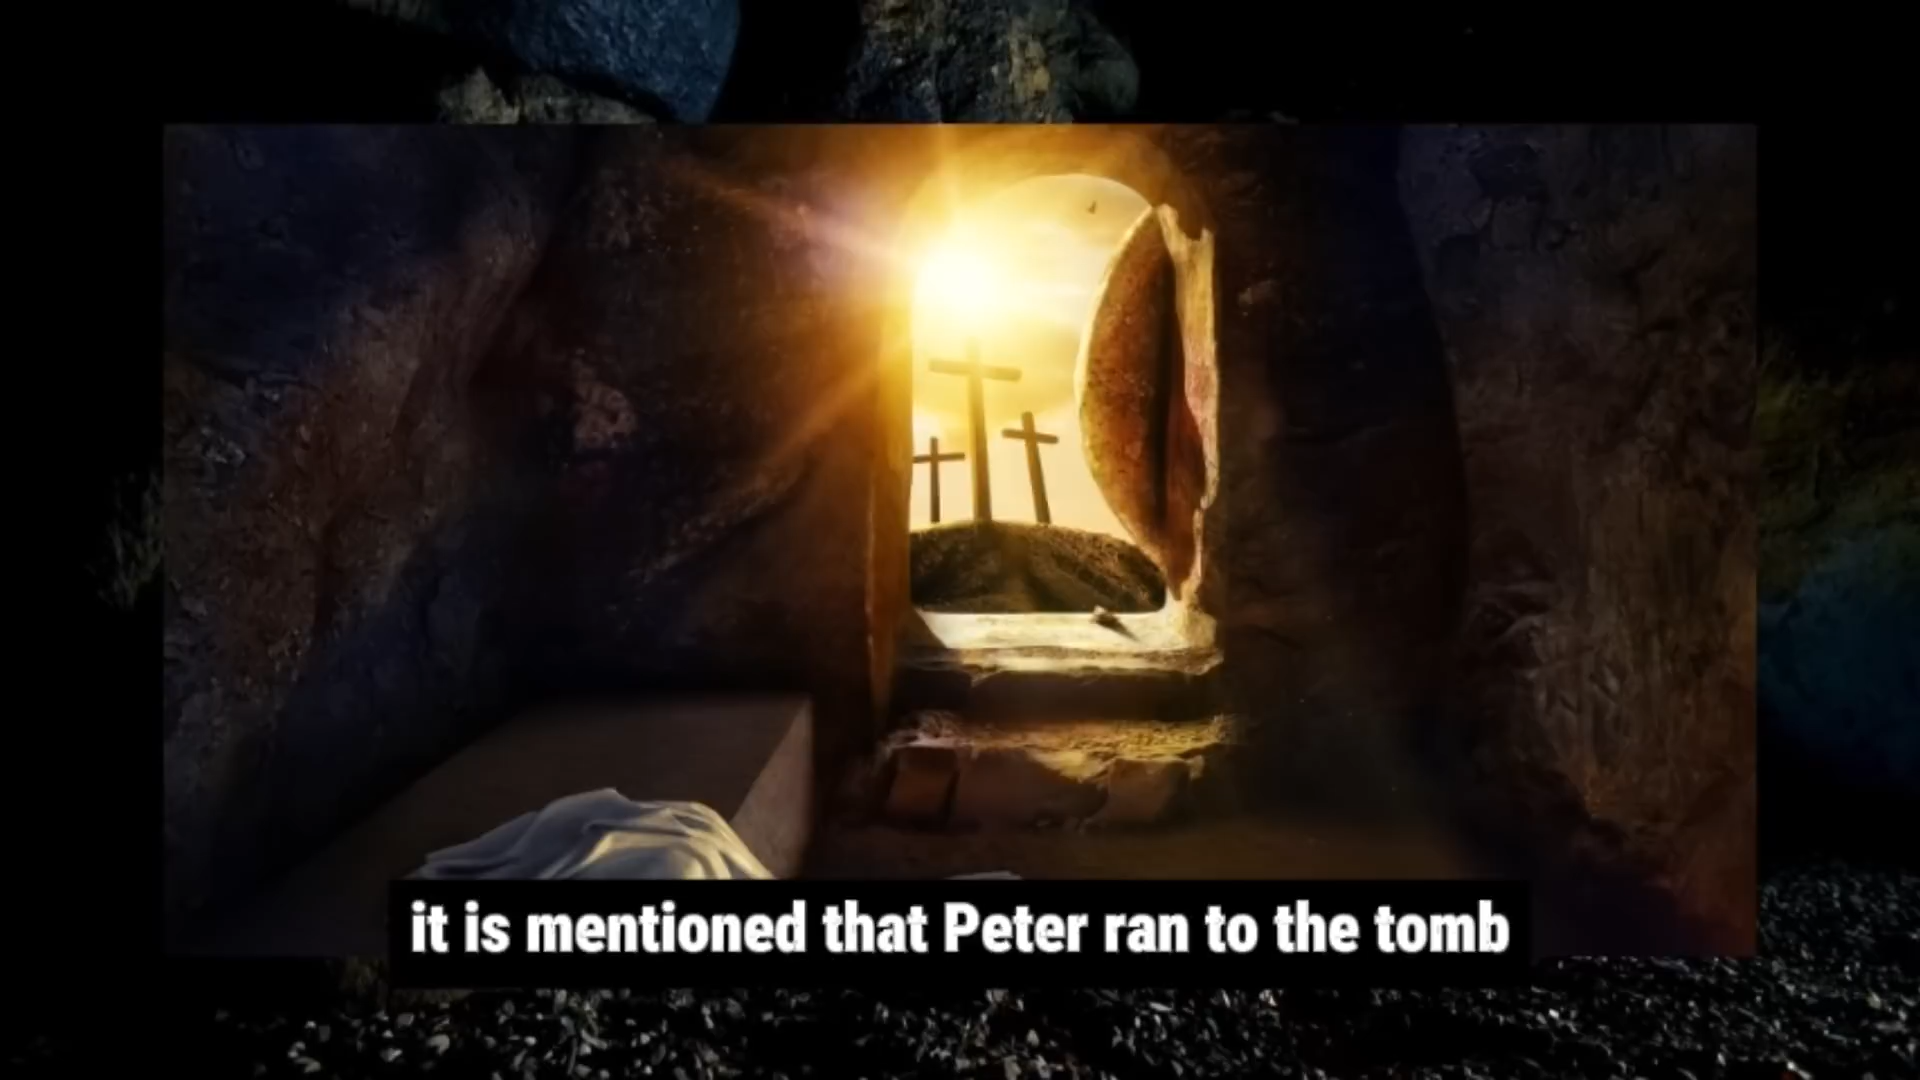 it is mentioned that Peter ran to the tomb